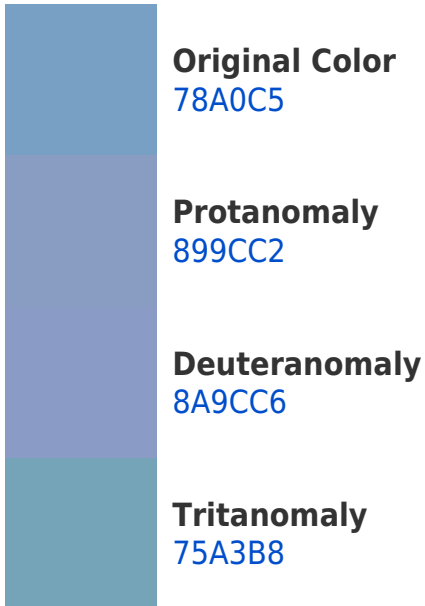 Original Color
78A0C5
Protanomaly
899CC2
Deuteranomaly
8A9CC6
Tritanomaly
75A3B8